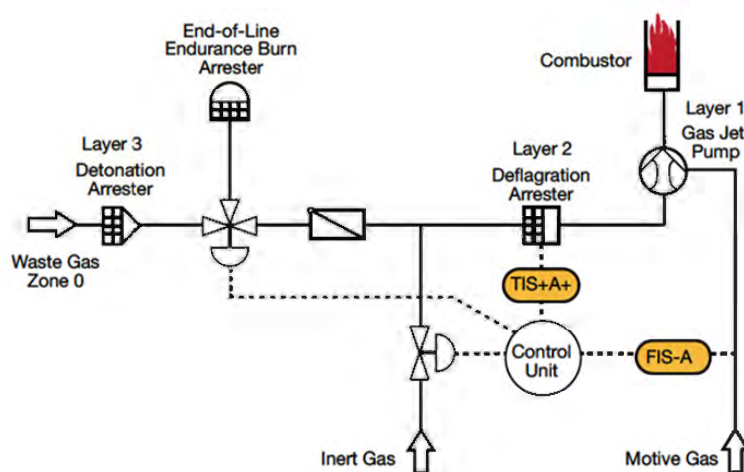 End-of-Line
Endurance Burn
Arrester
Combustor
Layer 1
Gas Jet
Pump
Layer 3
Detonation
Arrester
Layer 2
Deflagration
Arrester
Waste Gas
Zone 0
TIS+A+
Control
Unit
FIS-A
Inert Gas
Motive Gas